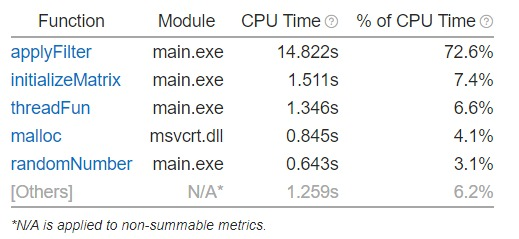 Function Module CPU Time % of CPU Time
applyFilter main.exe 14.822s 72.6%
initializeMatrix main.exe 1.511s 7.4%
threadFun main.exe 1.346s 6.6%
malloc msvcrt.dll 0.845s 4.1%
randomNumber main.exe 0.643s 3.1%
[Others] N/A* 1.259s 6.2%
*N/A is applied to non-summable metrics.